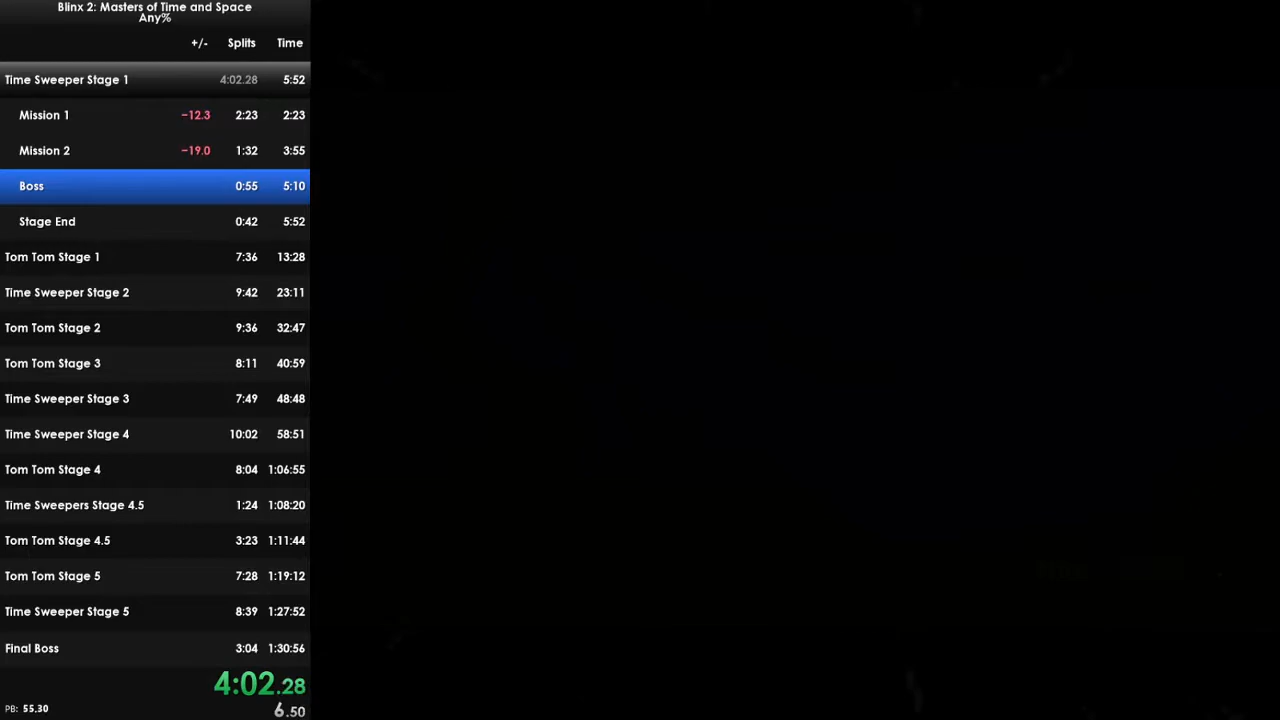 Blinx 2: Masters of Time and Space
Any%
+/- Splits Time
Time Sweeper Stage 1 4:02.28 5:52
Mission 1 −12.3 2:23 2:23
Mission 2 −19.0 1:32 3:55
Boss 0:55 5:10
Stage End 0:42 5:52
Tom Tom Stage 1 7:36 13:28
Time Sweeper Stage 2 9:42 23:11
Tom Tom Stage 2 9:36 32:47
Tom Tom Stage 3 8:11 40:59
Time Sweeper Stage 3 7:49 48:48
Time Sweeper Stage 4 10:02 58:51
Tom Tom Stage 4 8:04 1:06:55
Time Sweepers Stage 4.5 1:24 1:08:20
Tom Tom Stage 4.5 3:23 1:11:44
Tom Tom Stage 5 7:28 1:19:12
Time Sweeper Stage 5 8:39 1:27:52
Final Boss 3:04 1:30:56
4:02.28
PB: 55.30 6.50